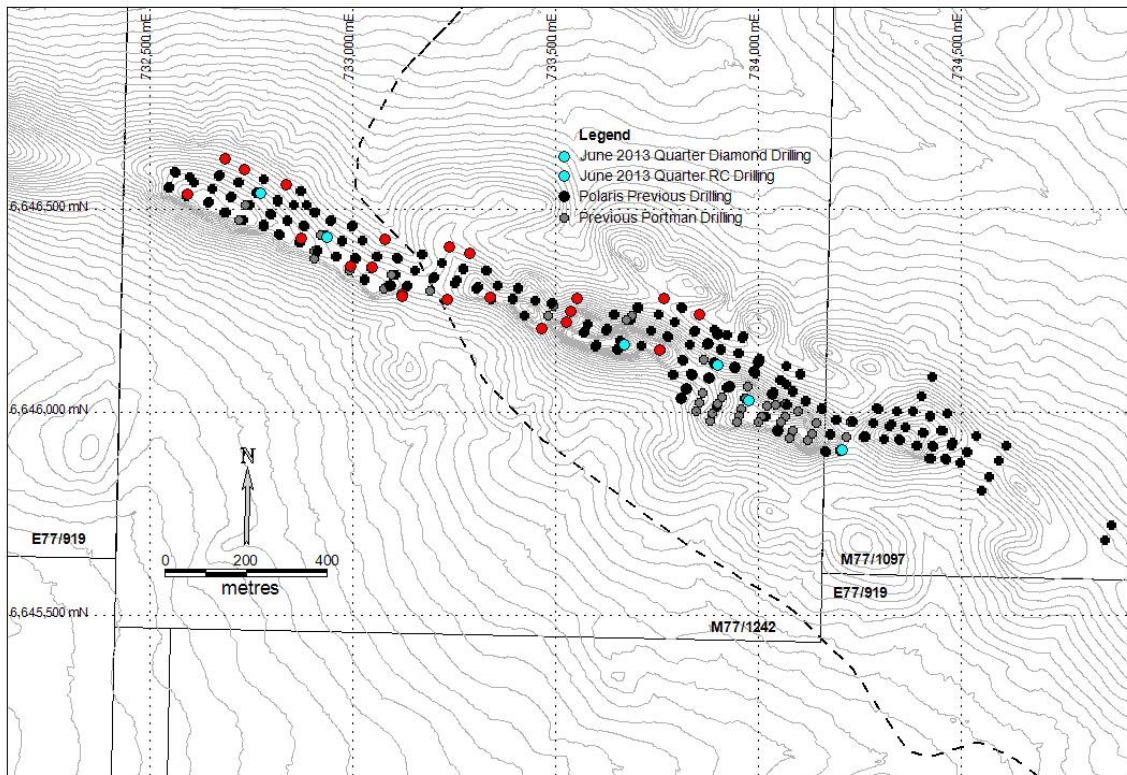 732,500 mE
733,000 mE
733,500 mE
734,000 mE
734,500 mE
Legend
June 2013 Quarter Diamond Drilling
June 2013 Quarter RC Drilling
Polaris Previous Drilling
Previous Portman Drilling
6,646,500 mN
6,646,000 mN
N
E77/919
0 200 400
metres
M77/1097
E77/919
6,645,500 mN
M77/1242